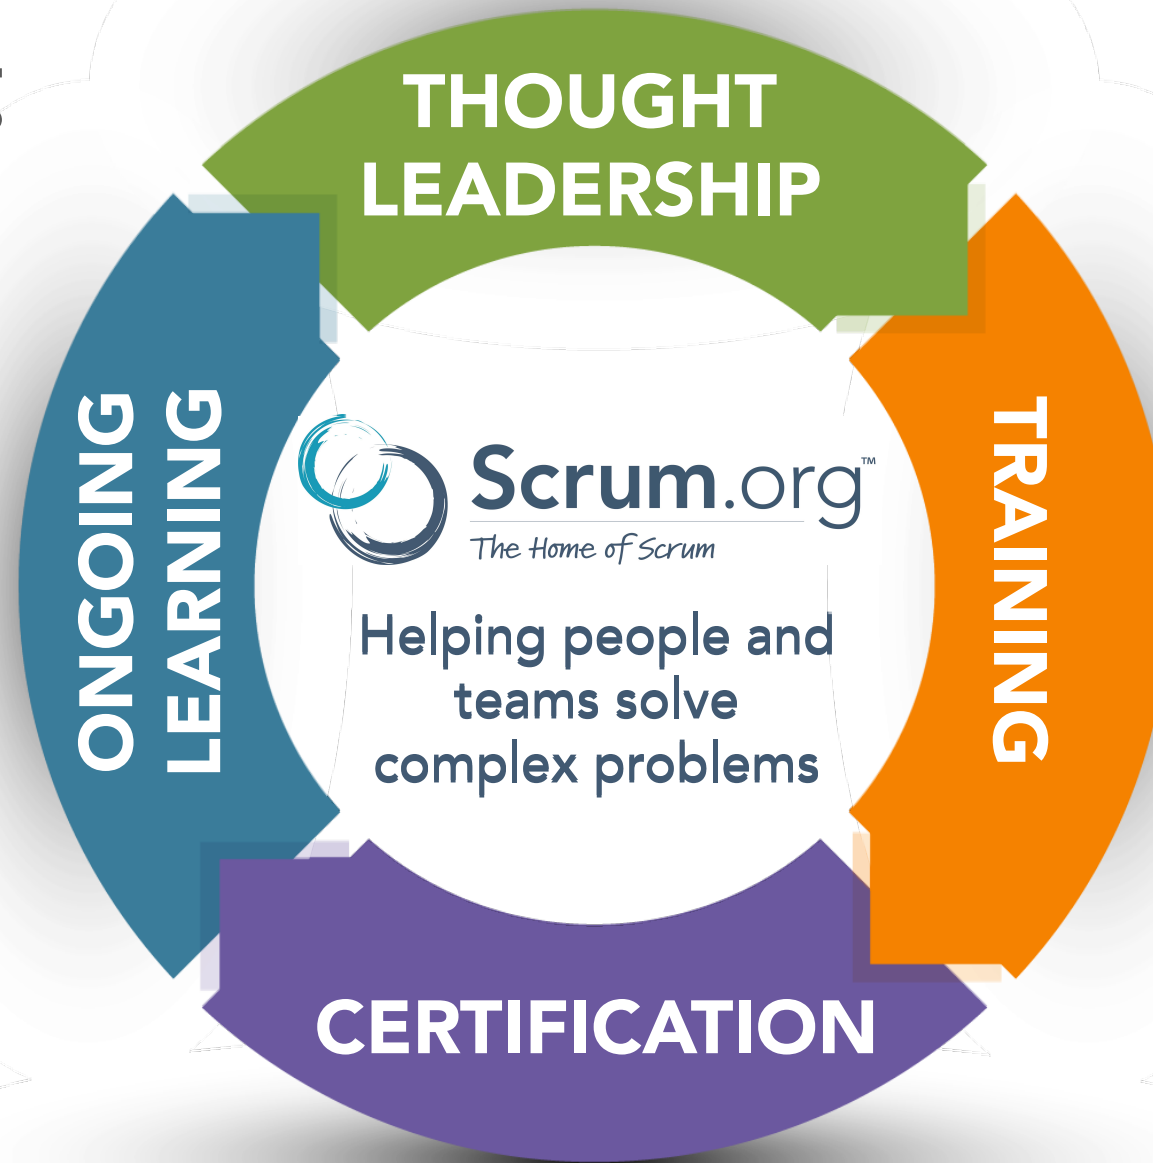 THOUGHT
LEADERSHIP
TRAINING
CERTIFICATION
ONGOING
LEARNING
Scrum.org™
The Home of Scrum
Helping people and
teams solve
complex problems